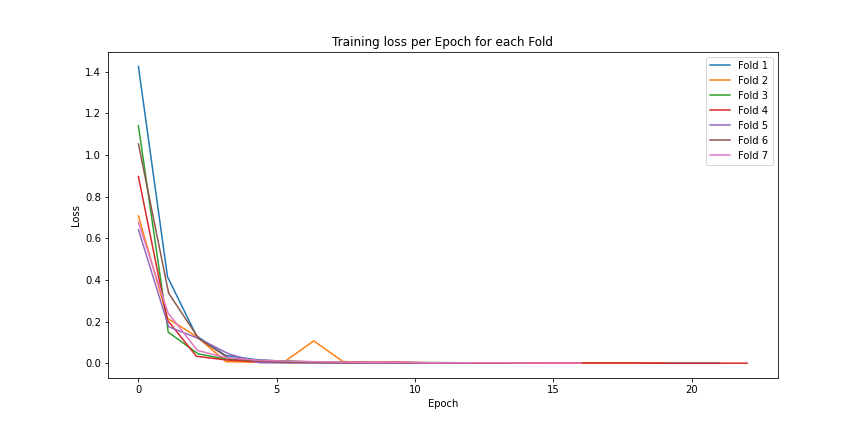 Training loss per Epoch for each Fold
Loss
1.4
1.2
1.0
0.8
0.6
0.4
0.2
0.0
0
5
10
15
20
Epoch
Fold 1
Fold 2
Fold 3
Fold 4
Fold 5
Fold 6
Fold 7